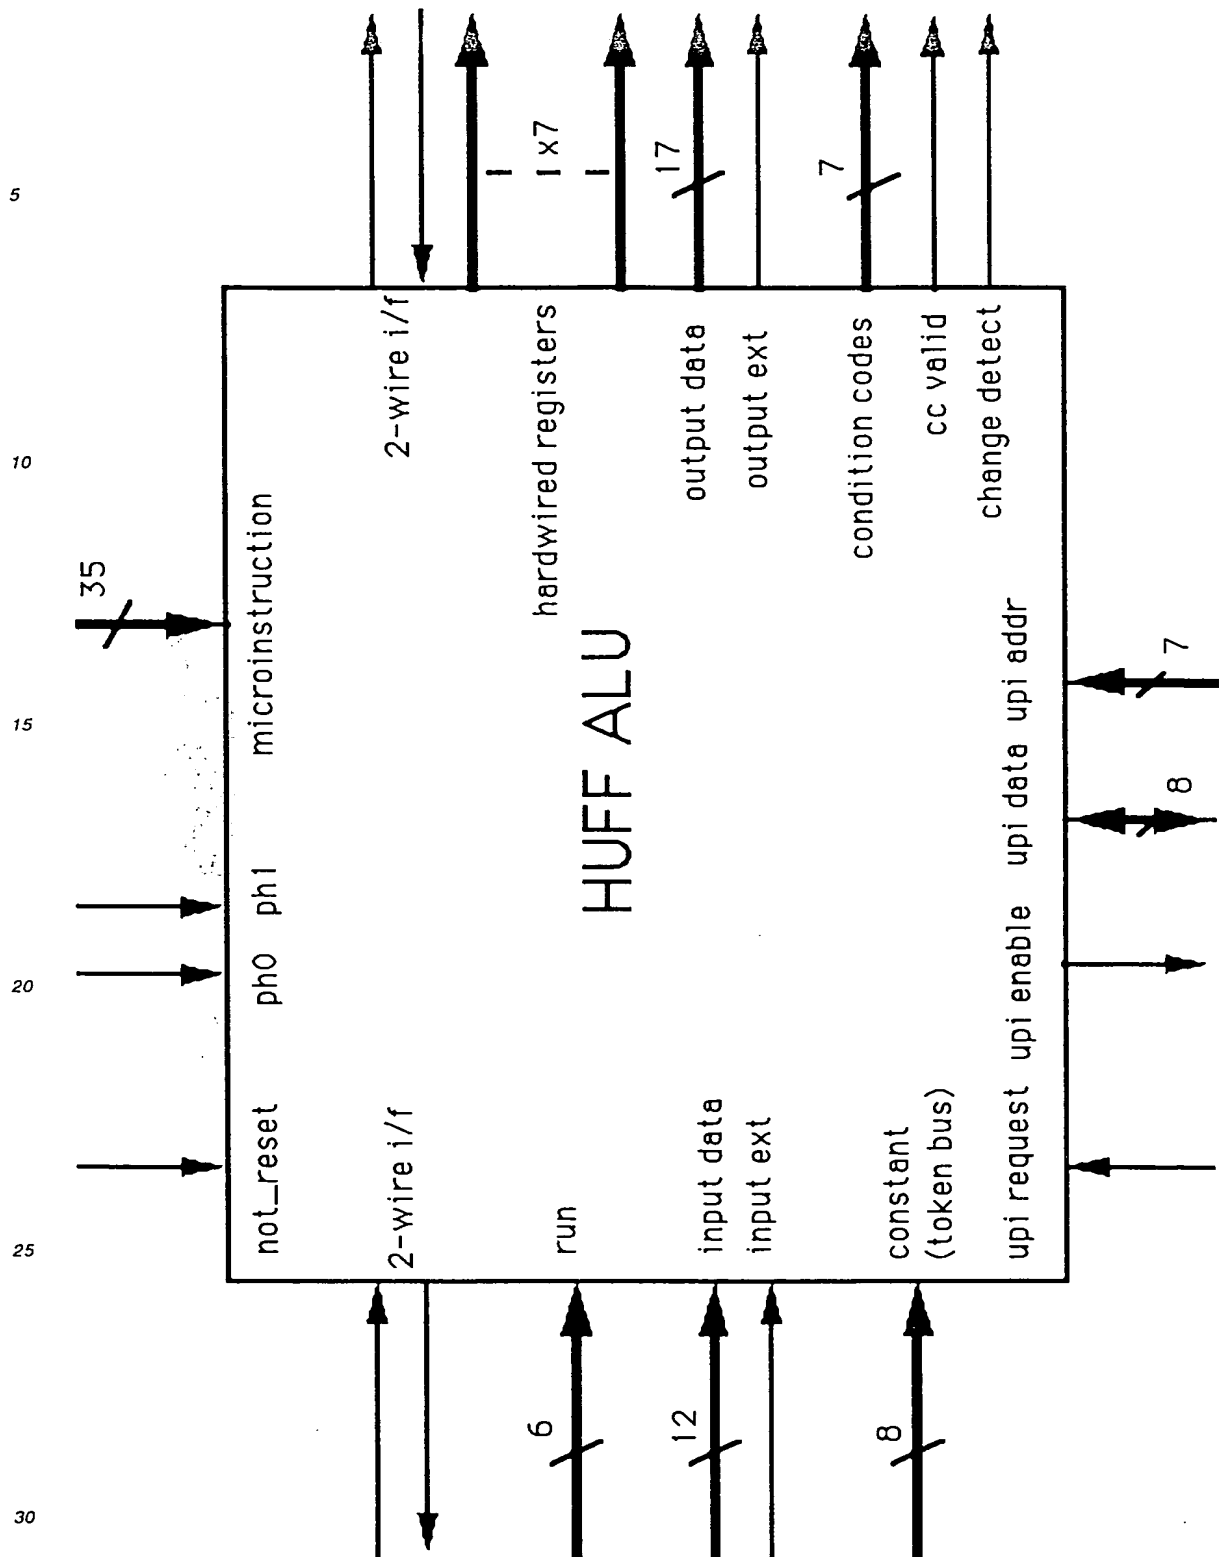 35
not_reset
ph0
ph1
microinstruction
2-wire i/f
2-wire i/f
HUFF ALU
hardwired registers
x7
6
run
12
input data
input ext
output data
17
output ext
8
constant
(token bus)
condition codes
7
cc valid
change detect
upi request
upi enable
upi data
upi addr
8
7
5
10
15
20
25
30